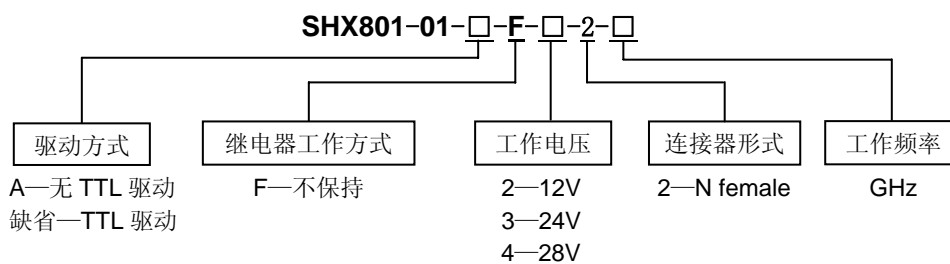 SHX801-01-□-F-□-2-□
驱动方式 继电器工作方式 工作电压 连接器形式 工作频率
A—无 TTL 驱动 F—不保持 2—12V 2—N female GHz
缺省—TTL 驱动 3—24V
4—28V